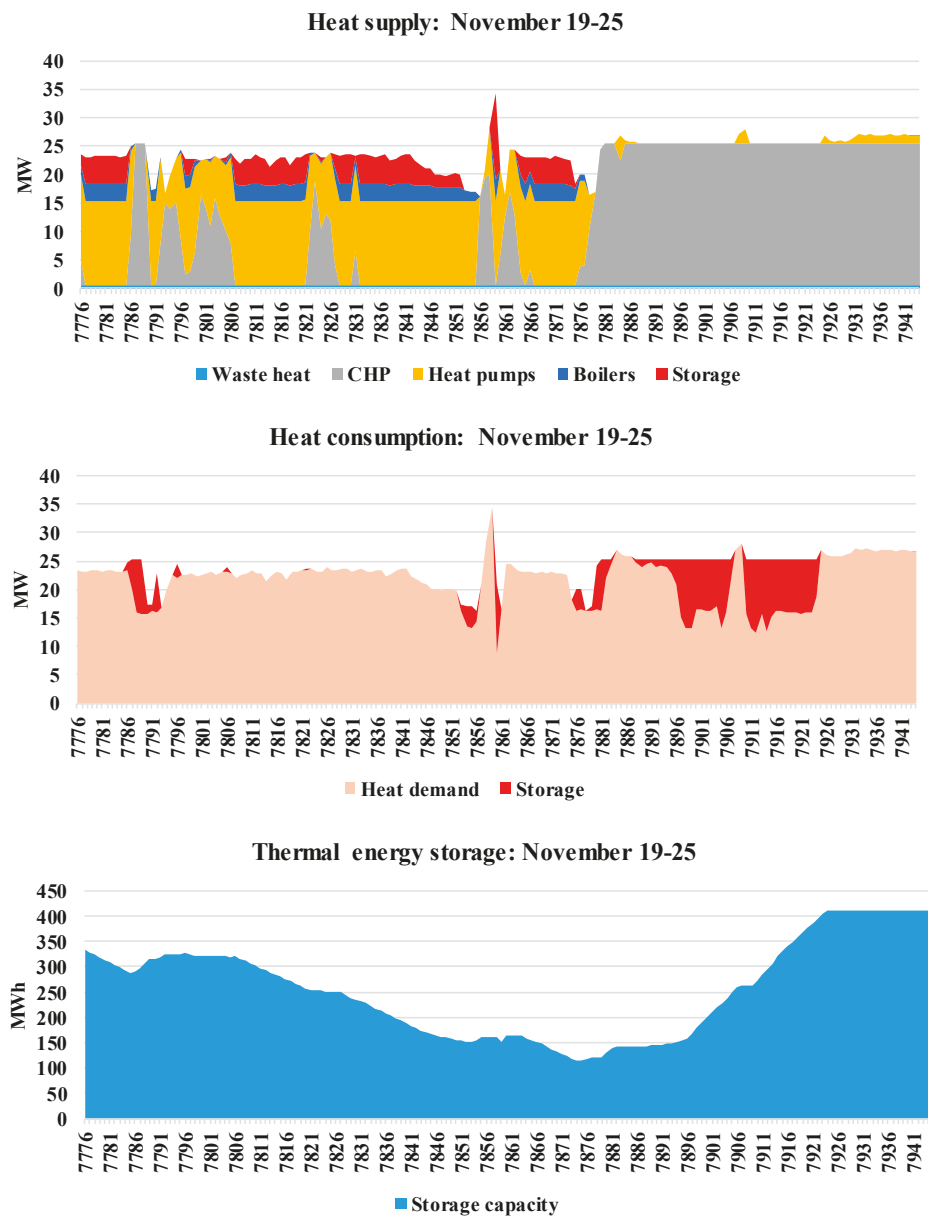 Heat supply: November 19-25
40
35
30
25
20
15
10
5
0
MW
7776 7781 7786 7791 7796 7801 7806 7811 7816 7821 7826 7831 7836 7841 7846 7851 7856 7861 7866 7871 7876 7881 7886 7891 7896 7901 7906 7911 7916 7921 7926 7931 7936 7941
Waste heat CHP Heat pumps Boilers Storage
Heat consumption: November 19-25
40
35
30
25
20
15
10
5
0
MW
7776 7781 7786 7791 7796 7801 7806 7811 7816 7821 7826 7831 7836 7841 7846 7851 7856 7861 7866 7871 7876 7881 7886 7891 7896 7901 7906 7911 7916 7921 7926 7931 7936 7941
Heat demand Storage
Thermal energy storage: November 19-25
450
400
350
300
250
200
150
100
50
0
MWh
7776 7781 7786 7791 7796 7801 7806 7811 7816 7821 7826 7831 7836 7841 7846 7851 7856 7861 7866 7871 7876 7881 7886 7891 7896 7901 7906 7911 7916 7921 7926 7931 7936 7941
Storage capacity